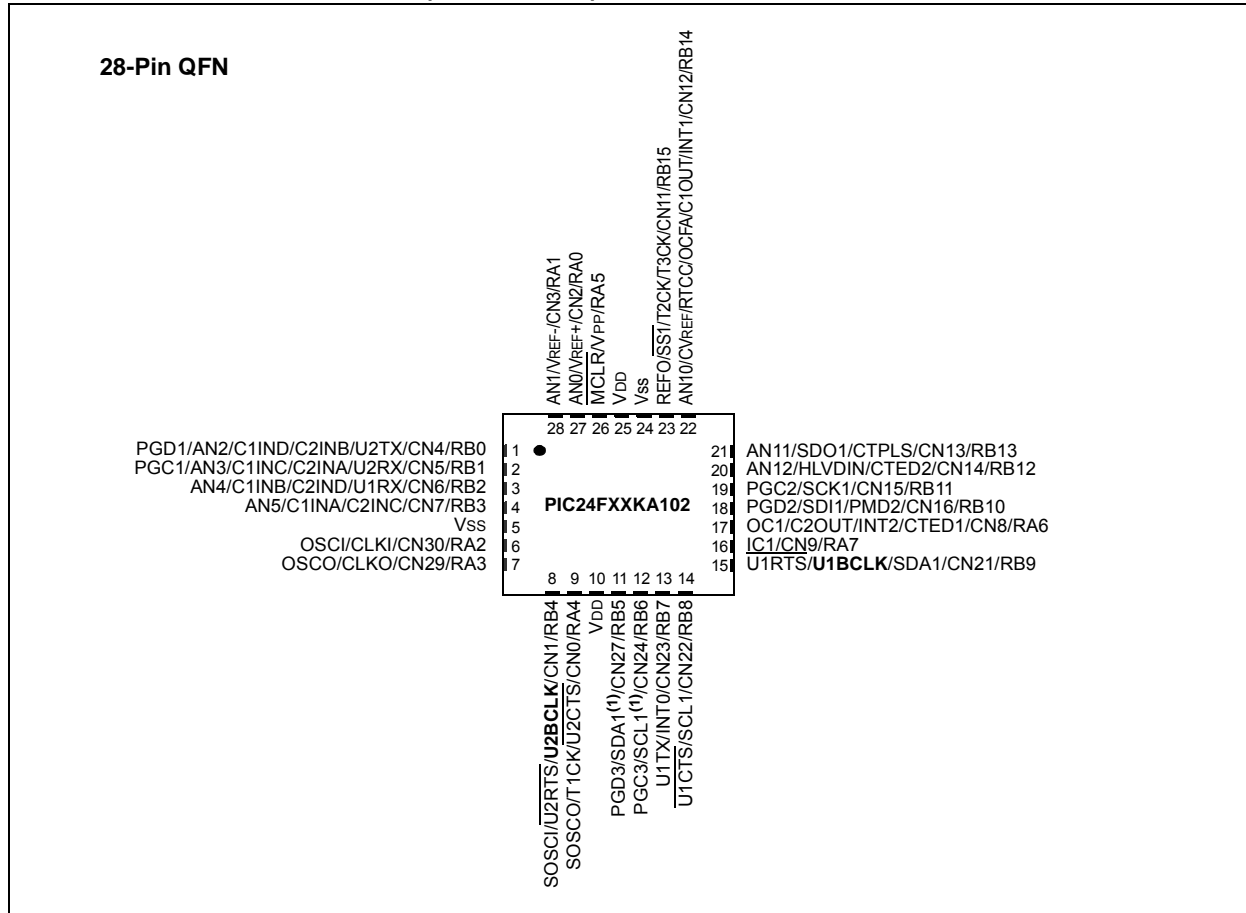 28-Pin QFN
AN1/VREF-/CN3/RA1
AN0/VREF+/CN2/RA0
MCLR/VPP/RA5
VDD
VSS
REFO/SS1/T2CK/T3CK/CN11/RB15
AN10/CVREF/RTCC/OCFA/C1OUT/INT1/CN12/RB14
28 27 26 25 24 23 22
PGD1/AN2/C1IND/C2INB/U2TX/CN4/RB0 1
PGC1/AN3/C1INC/C2INA/U2RX/CN5/RB1 2
AN4/C1INB/C2IND/U1RX/CN6/RB2 3
AN5/C1INA/C2INC/CN7/RB3 4
VSS 5
OSCI/CLKI/CN30/RA2 6
OSCO/CLKO/CN29/RA3 7
PIC24FXXKA102
21 AN11/SDO1/CTPLS/CN13/RB13
20 AN12/HLVDIN/CTED2/CN14/RB12
19 PGC2/SCK1/CN15/RB11
18 PGD2/SDI1/PMD2/CN16/RB10
17 OC1/C2OUT/INT2/CTED1/CN8/RA6
16 IC1/CN9/RA7
15 U1RTS/U1BCLK/SDA1/CN21/RB9
8 9 10 11 12 13 14
SOSCI/U2RTS/U2BCLK/CN1/RB4
SOSCO/T1CK/U2CTS/CN0/RA4
VDD
PGD3/SDA1(1)/CN27/RB5
PGC3/SCL1(1)/CN24/RB6
U1TX/INT0/CN23/RB7
U1CTS/SCL1/CN22/RB8